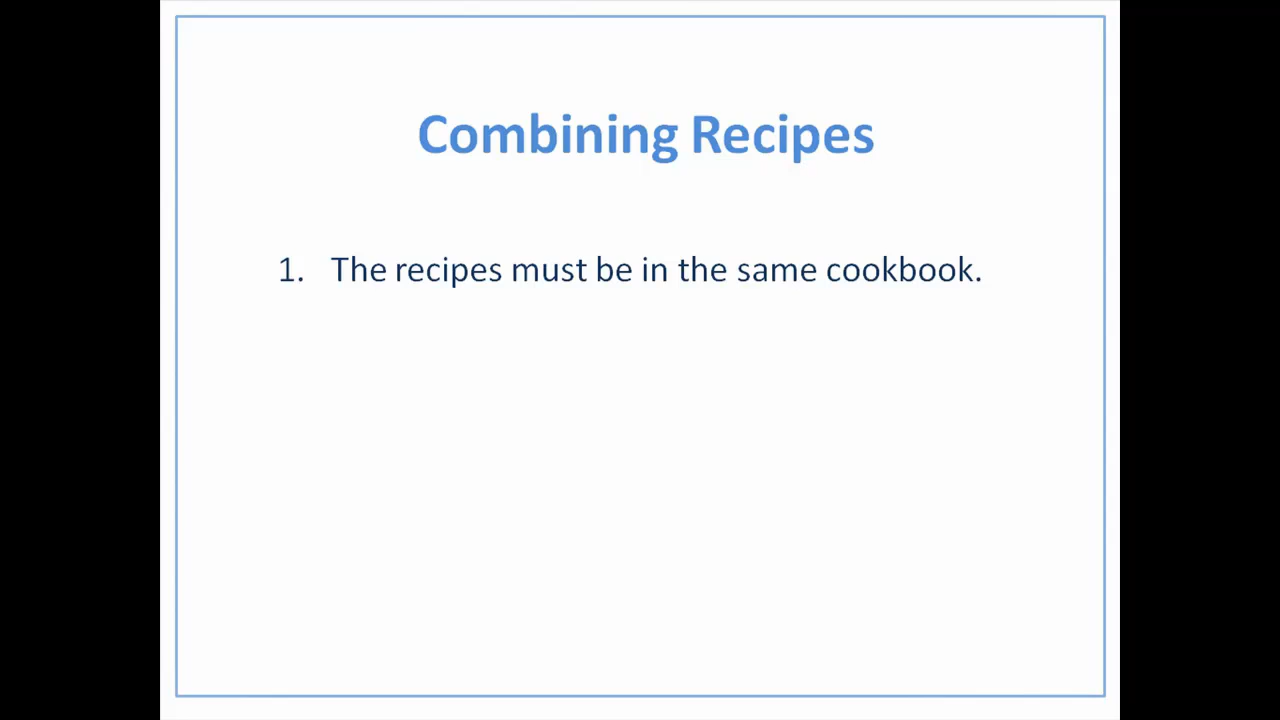 Combining Recipes
1. The recipes must be in the same cookbook.